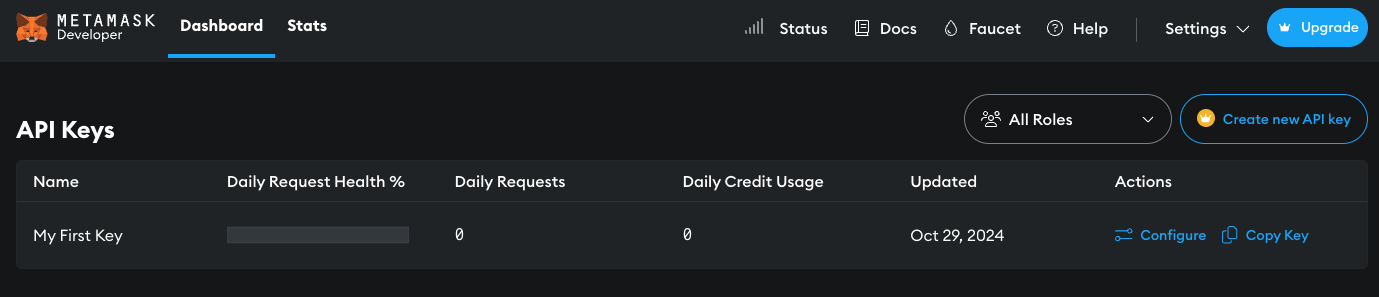 METAMASK
Developer
Dashboard Stats Status Docs Faucet Help Settings Upgrade
API Keys All Roles Create new API key
Name Daily Request Health % Daily Requests Daily Credit Usage Updated Actions
My First Key 0 0 Oct 29, 2024 Configure Copy Key